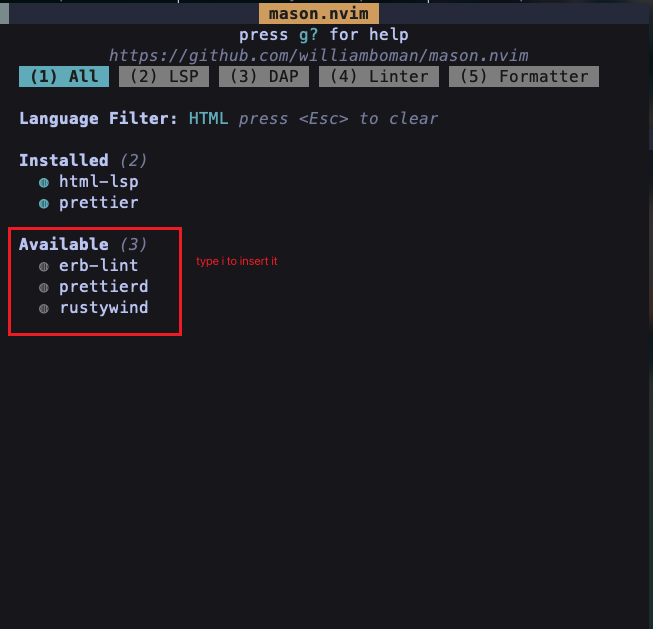 mason.nvim
press g? for help
https://github.com/williamboman/mason.nvim
(1) All (2) LSP (3) DAP (4) Linter (5) Formatter
Language Filter: HTML press <Esc> to clear
Installed (2)
◍ html-lsp
◍ prettier
Available (3)
◍ erb-lint
type i to insert it
◍ prettierd
◍ rustywind